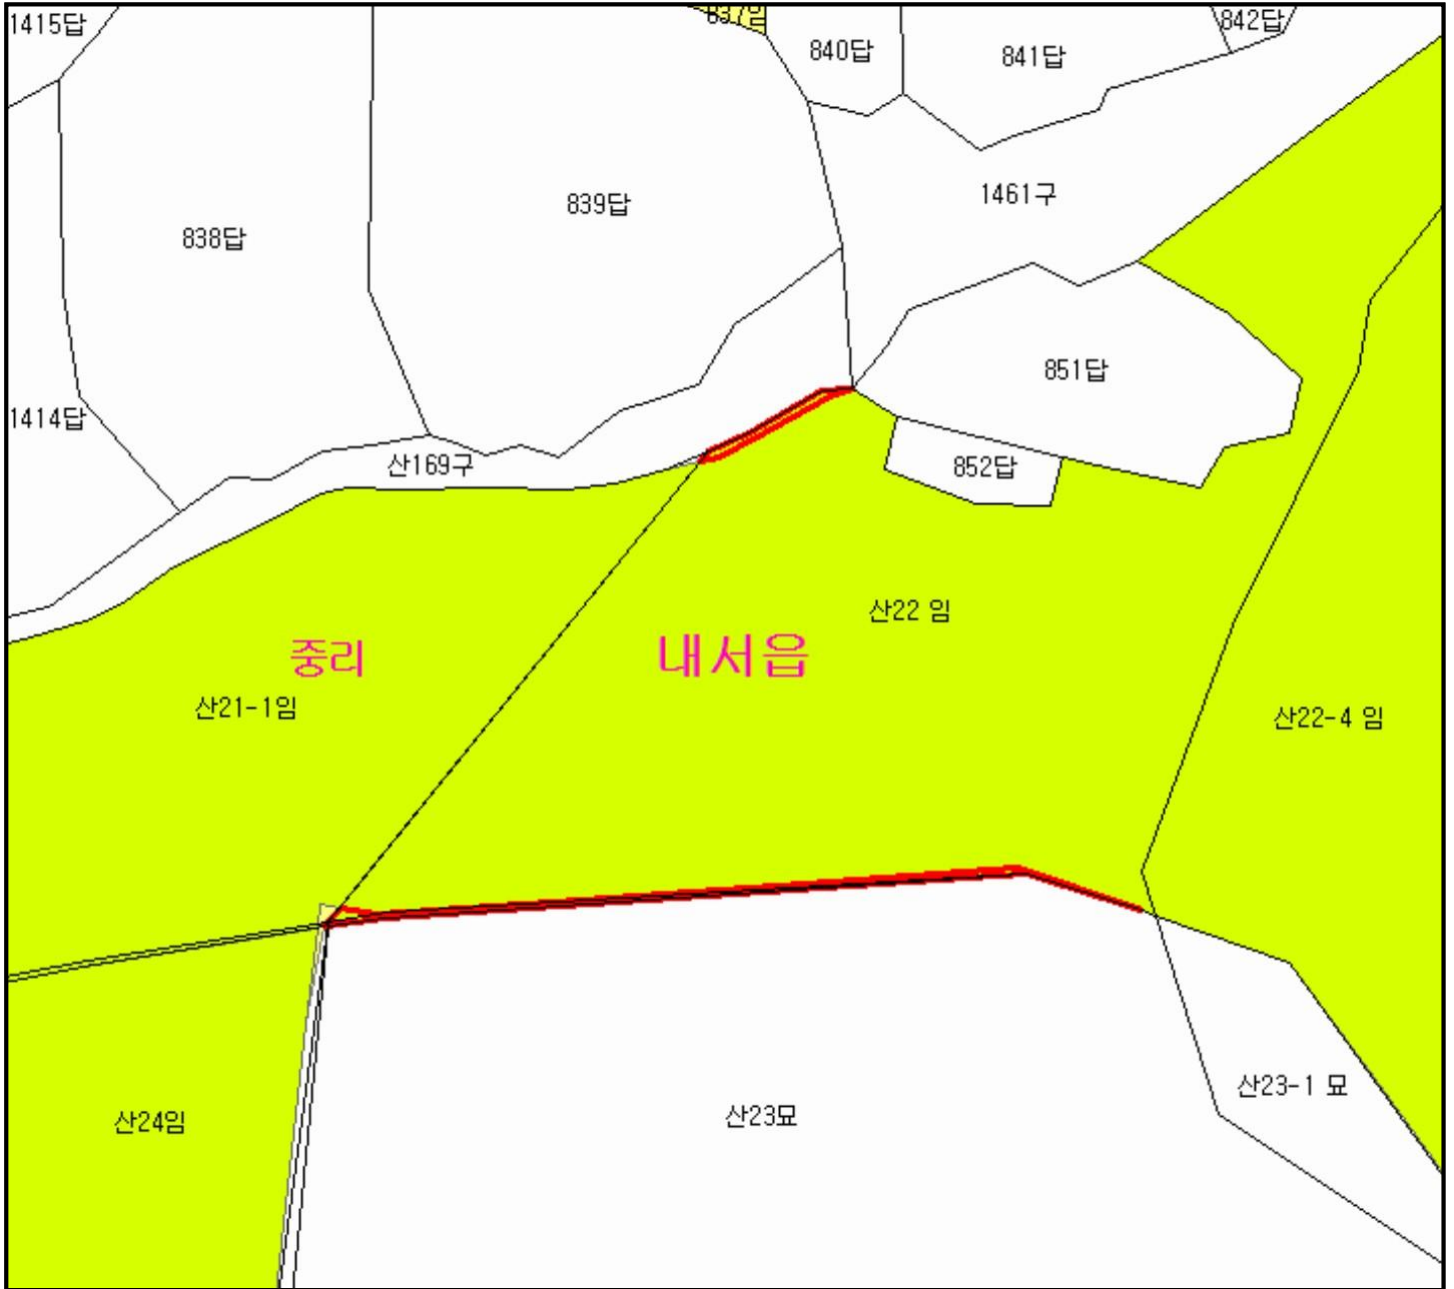 1415답
837임
840답
841답
842답
1461구
839답
838답
851답
1414답
산169구
852답
산22 임
중리
내서읍
산21-1임
산22-4 임
산23-1 묘
산23묘
산24임